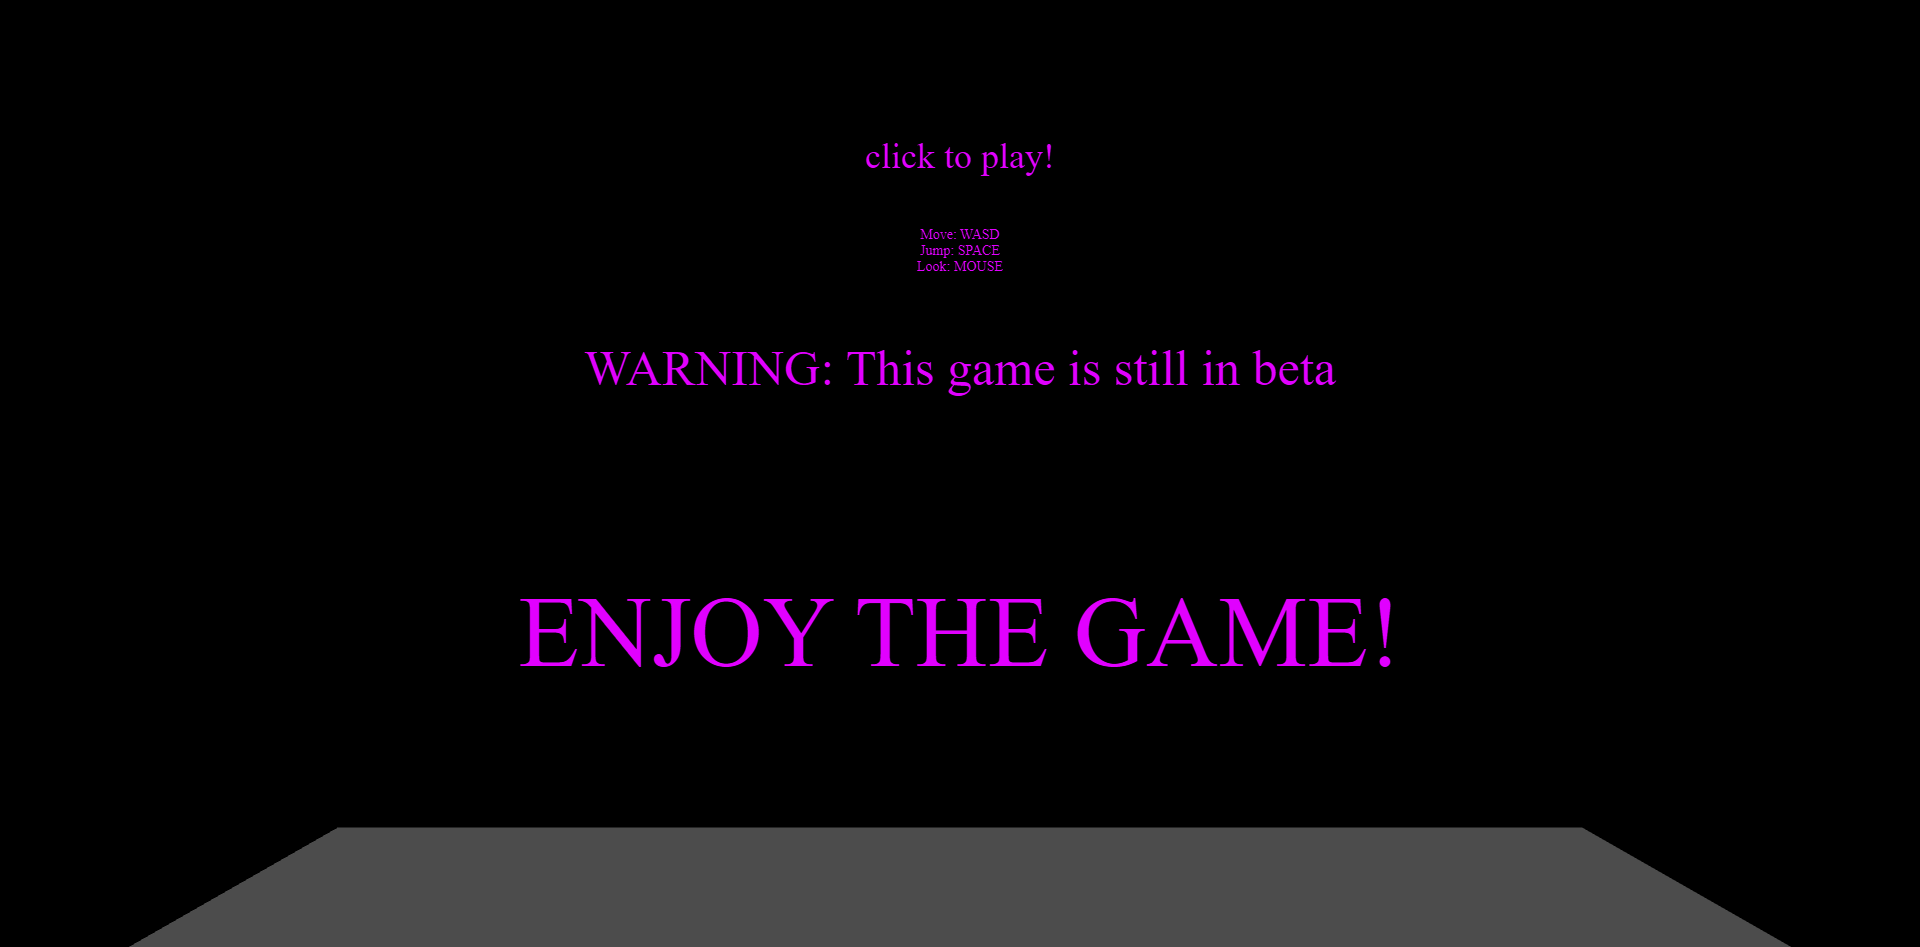 click to play!
Move: WASD
Jump: SPACE
Look: MOUSE
WARNING: This game is still in beta
ENJOY THE GAME!